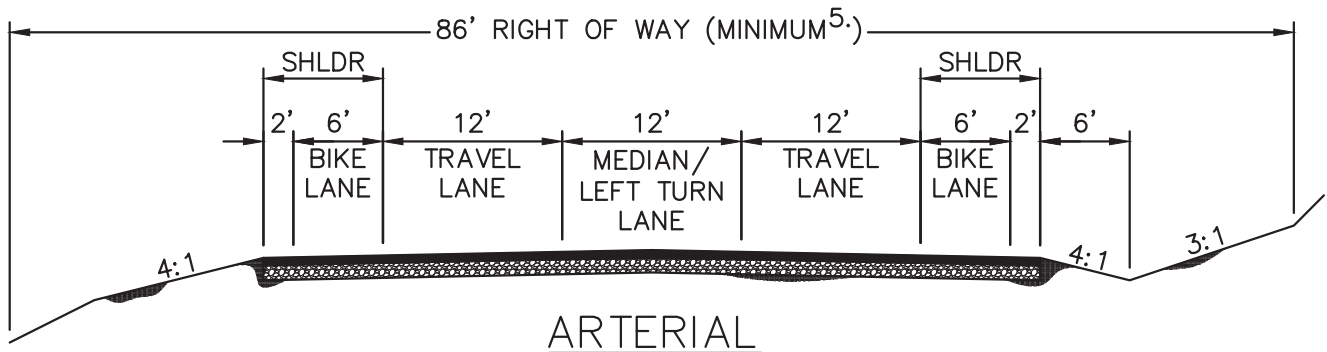 86' RIGHT OF WAY (MINIMUM5.)
SHLDR SHLDR
2' 6' 12' 12' 12' 6' 2' 6'
BIKE TRAVEL MEDIAN/ TRAVEL BIKE
LANE LANE LEFT TURN LANE LANE
LANE
4:1 4:1 3:1
ARTERIAL